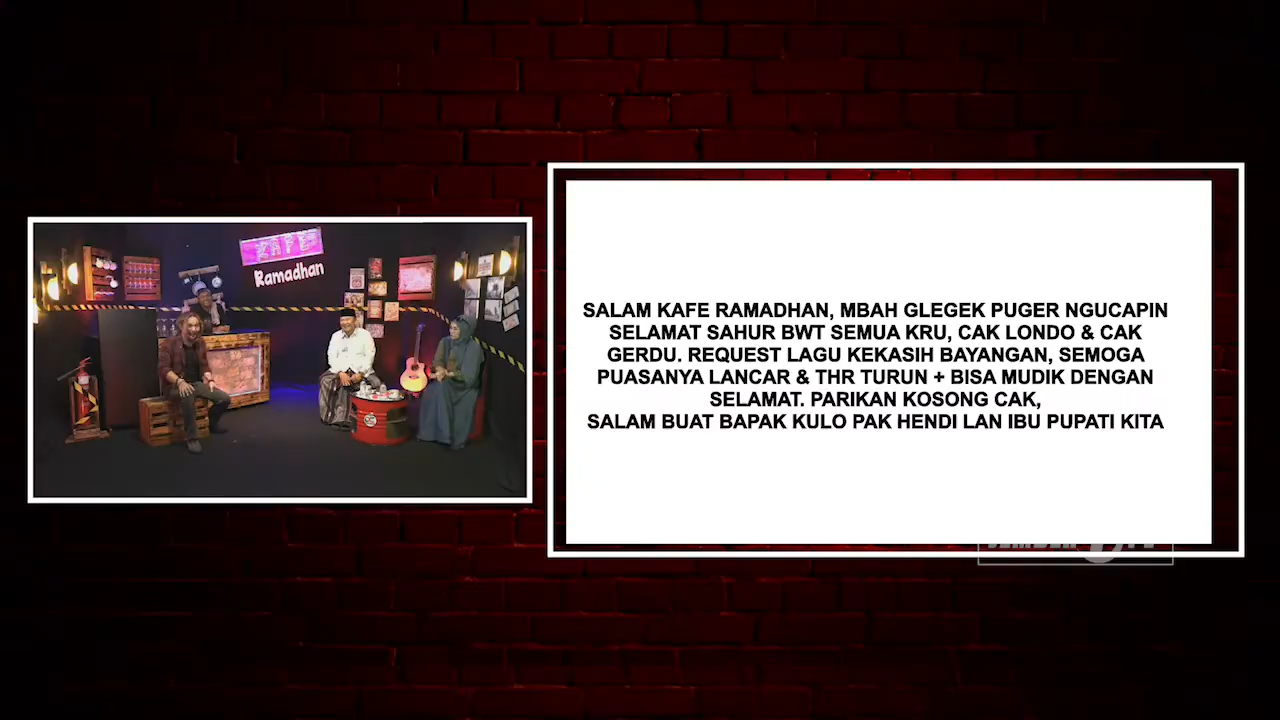 KAFE
Ramadhan
SALAM KAFE RAMADHAN, MBAH GLEGEK PUGER NGUCAPIN
SELAMAT SAHUR BWT SEMUA KRU, CAK LONDO & CAK
GERDU. REQUEST LAGU KEKASIH BAYANGAN, SEMOGA
PUASANYA LANCAR & THR TURUN + BISA MUDIK DENGAN
SELAMAT. PARIKAN KOSONG CAK,
SALAM BUAT BAPAK KULO PAK HENDI LAN IBU PUPATI KITA